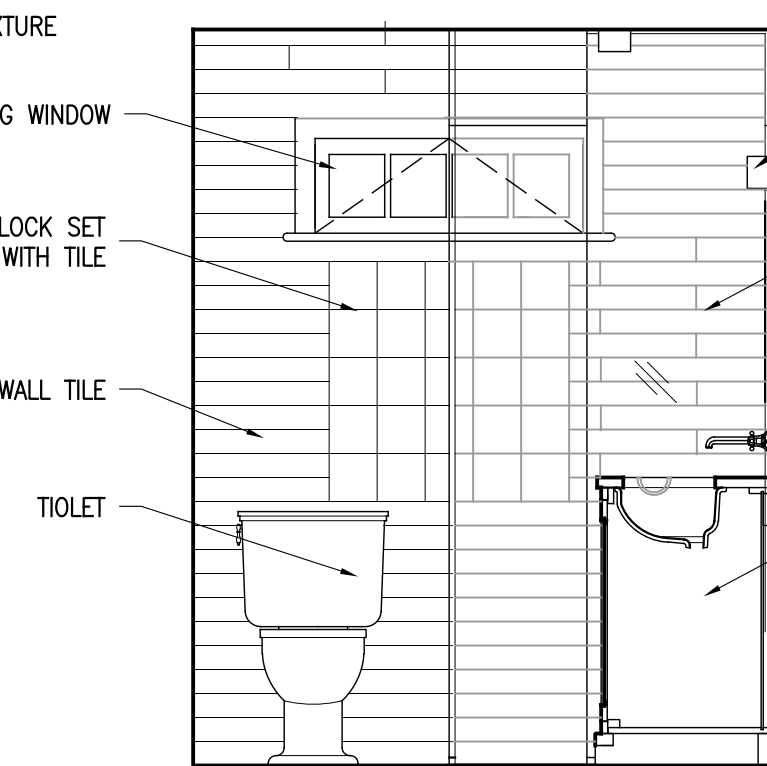 XTURE
G WINDOW
LOCK SET
WITH TILE
WALL TILE
TIOLET